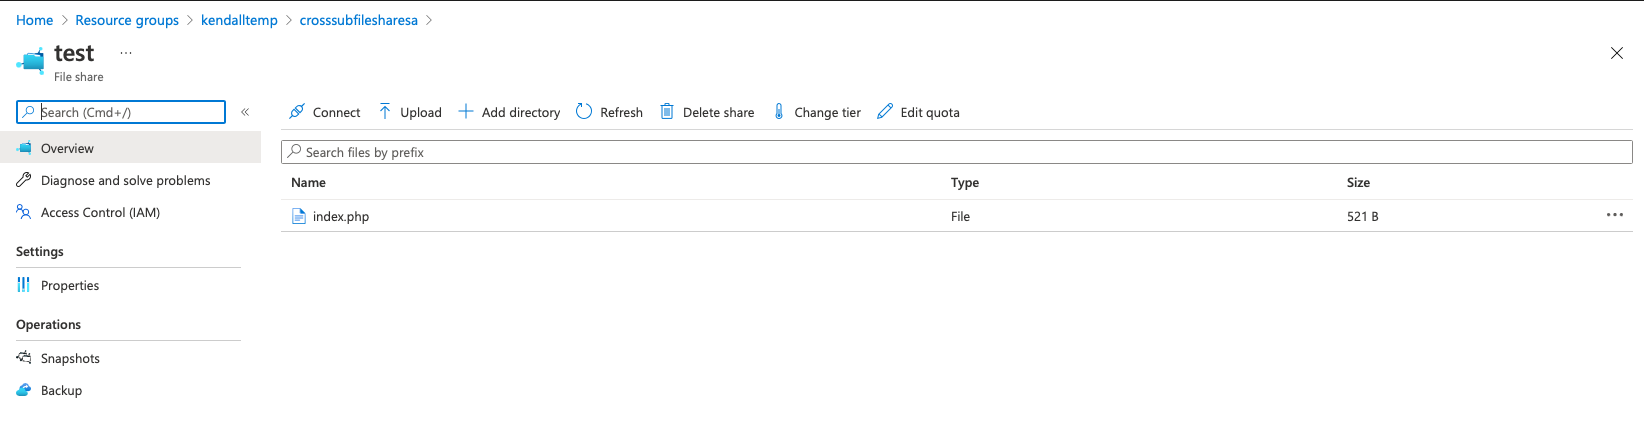 Home > Resource groups > kendalltemp > crosssubfilesharesa >
test ...
File share
Search (Cmd+/) «
Connect Upload Add directory Refresh Delete share Change tier Edit quota
Overview
Search files by prefix
Diagnose and solve problems
Name Type Size
Access Control (IAM)
index.php File 521 B ...
Settings
Properties
Operations
Snapshots
Backup